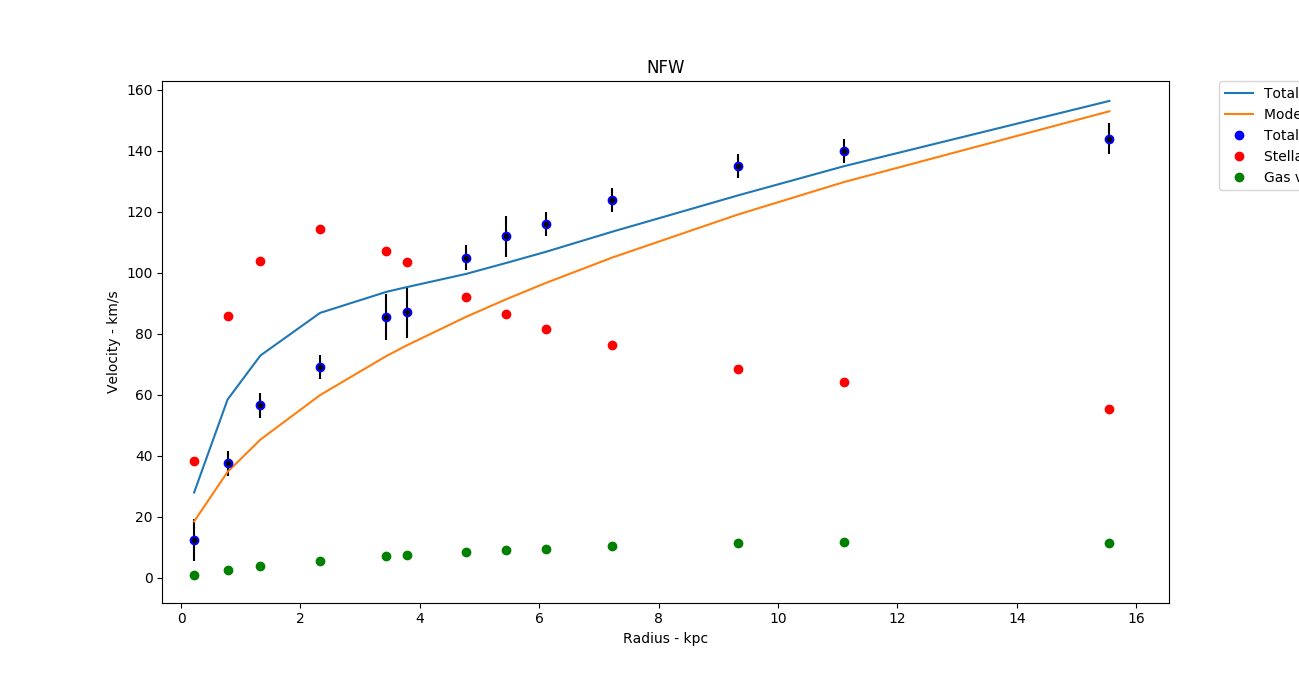 NFW
160
140
120
100
80
60
40
20
0
Velocity - km/s
0 2 4 6 8 10 12 14 16
Radius - kpc
Total
Mode
Total
Stella
Gas v